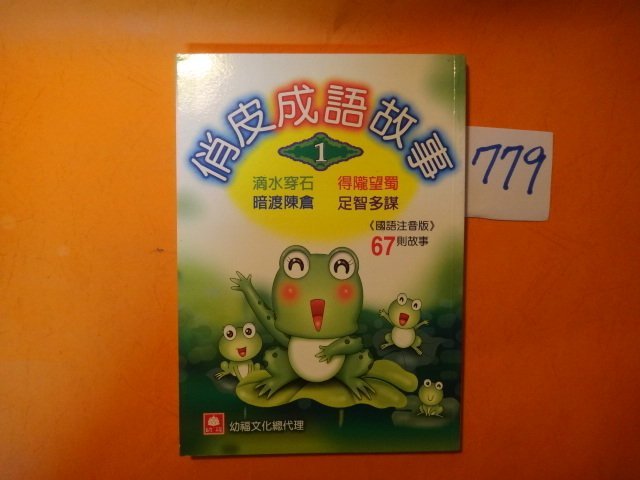 俏皮成語故事
1
滴水穿石 得隴望蜀
暗渡陳倉 足智多謀
〈國語注音版〉
67則故事
幼福文化總代理
779